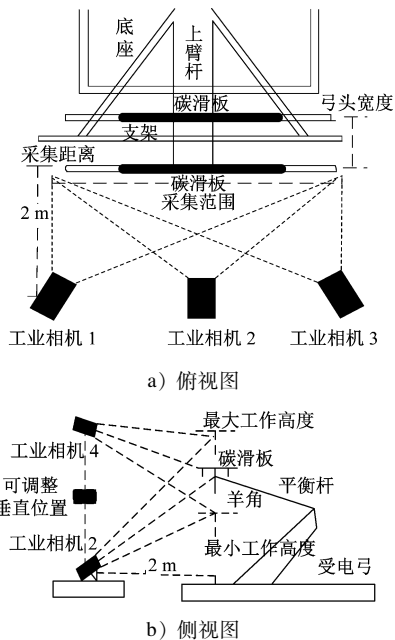 底座
上臂杆
碳滑板
弓头宽度
支架
采集距离
碳滑板
采集范围
2 m
工业相机 1
工业相机 2
工业相机 3
a）俯视图
最大工作高度
工业相机 4
碳滑板
可调整
垂直位置
羊角
平衡杆
工业相机 2
最小工作高度
2 m
受电弓
b）侧视图